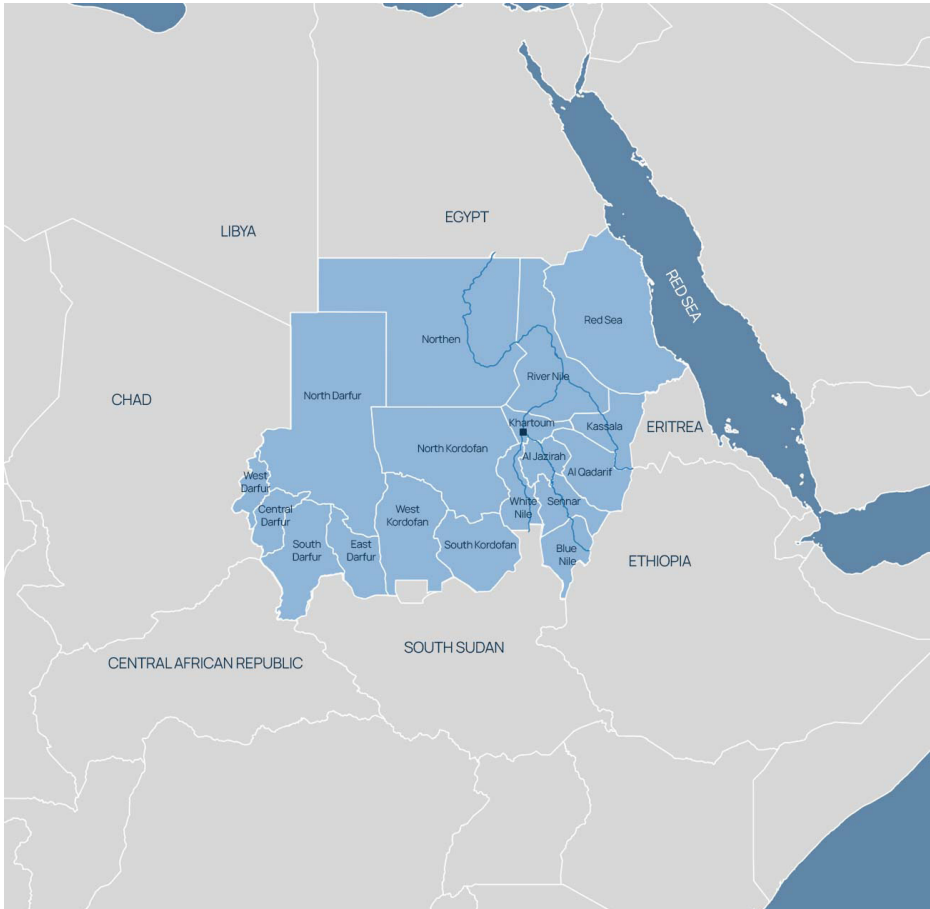 EGYPT
LIBYA
RED SEA
Red Sea
Northen
River Nile
North Darfur
CHAD
Khartoum
Kassala
ERITREA
North Kordofan
Al Jazirah
Al Qadarif
West
Darfur
Central
Darfur
West
Kordofan
White
Nile
Sennar
South
Darfur
East
Darfur
South Kordofan
Blue
Nile
ETHIOPIA
SOUTH SUDAN
CENTRAL AFRICAN REPUBLIC